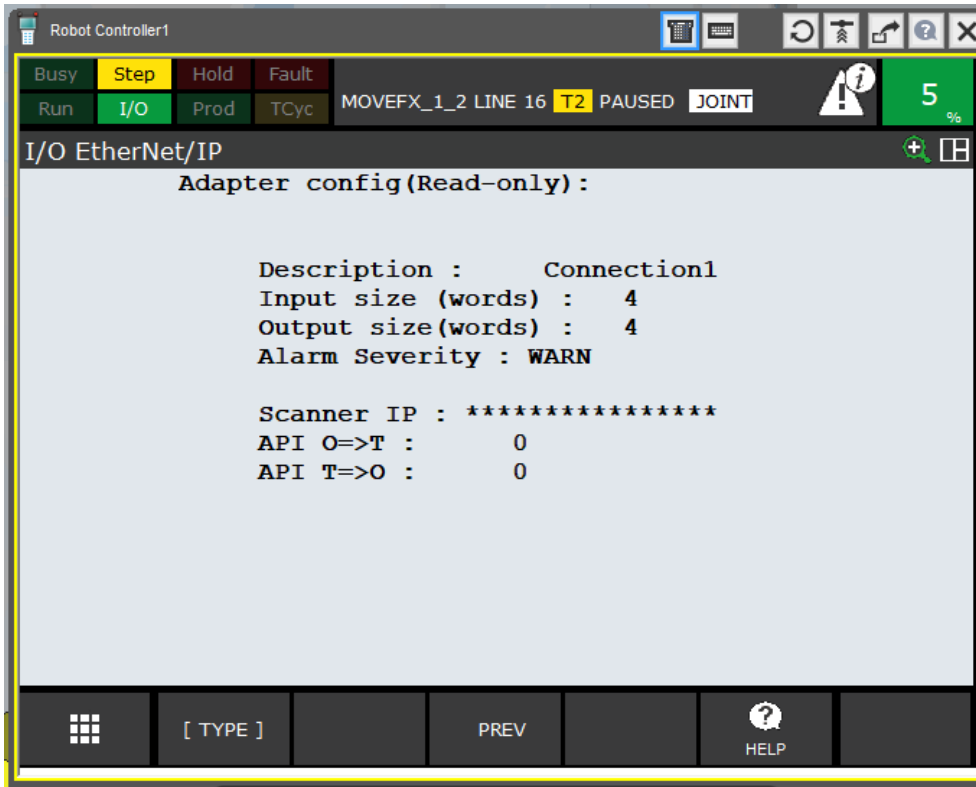 Robot Controller1
Busy Step Hold Fault
Run I/O Prod TCyc MOVEFX_1_2 LINE 16 T2 PAUSED JOINT 5 %
I/O EtherNet/IP
Adapter config(Read-only):
Description : Connection1
Input size (words) : 4
Output size(words) : 4
Alarm Severity : WARN
Scanner IP : ****************
API O=>T : 0
API T=>O : 0
[ TYPE ] PREV HELP